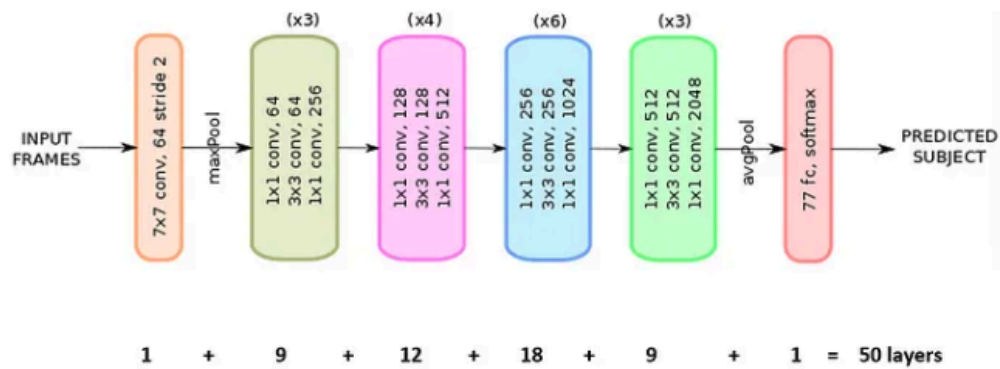 (x3) (x4) (x6) (x3)
INPUT
FRAMES
7x7 conv, 64 stride 2
maxPool
1x1 conv, 64
3x3 conv, 64
1x1 conv, 256
1x1 conv, 128
3x3 conv, 128
1x1 conv, 512
1x1 conv, 256
3x3 conv, 256
1x1 conv, 1024
1x1 conv, 512
3x3 conv, 512
1x1 conv, 2048
avgPool
77 fc, softmax
PREDICTED
SUBJECT
1 + 9 + 12 + 18 + 9 + 1 = 50 layers